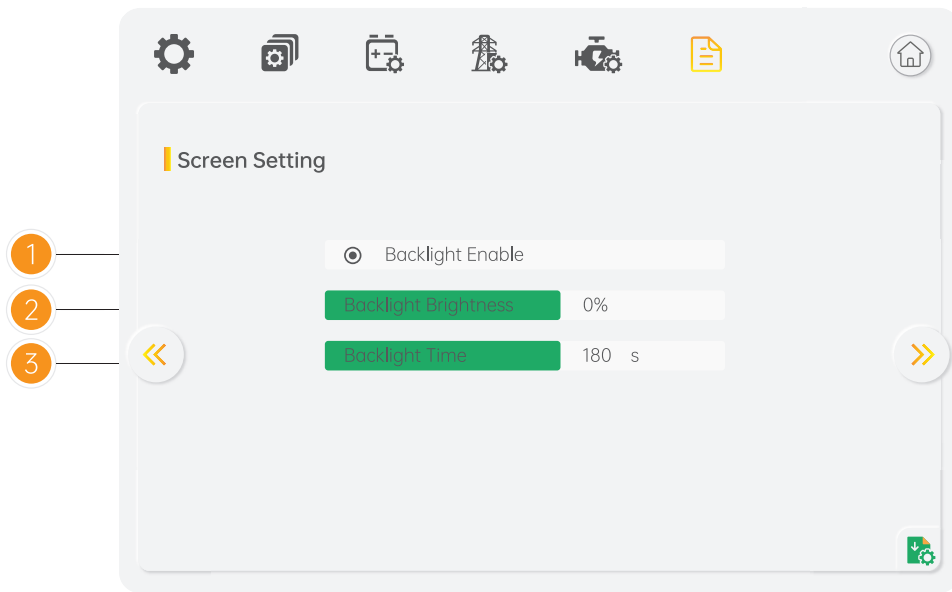 Screen Setting
1
Backlight Enable
2
Backlight Brightness 0%
3
Backlight Time 180 s